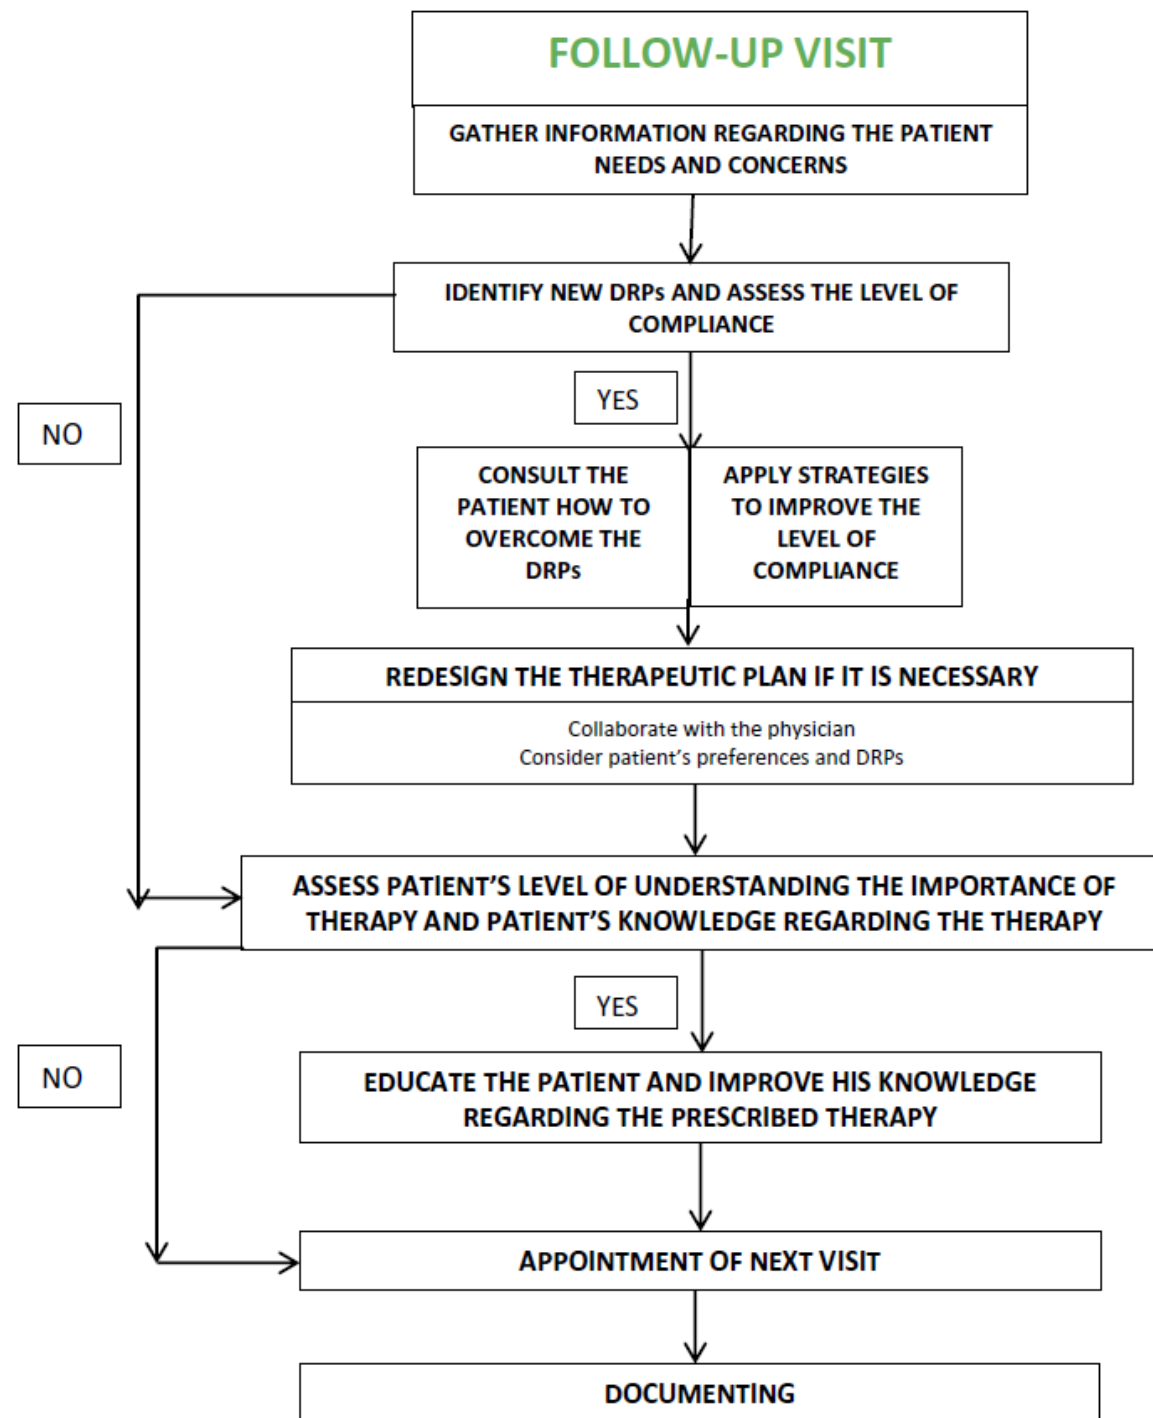 FOLLOW-UP VISIT
GATHER INFORMATION REGARDING THE PATIENT
NEEDS AND CONCERNS
IDENTIFY NEW DRPs AND ASSESS THE LEVEL OF
COMPLIANCE
YES
NO
CONSULT THE
PATIENT HOW TO
OVERCOME THE
DRPs
APPLY STRATEGIES
TO IMPROVE THE
LEVEL OF
COMPLIANCE
REDESIGN THE THERAPEUTIC PLAN IF IT IS NECESSARY
Collaborate with the physician
Consider patient's preferences and DRPs
ASSESS PATIENT'S LEVEL OF UNDERSTANDING THE IMPORTANCE OF
THERAPY AND PATIENT'S KNOWLEDGE REGARDING THE THERAPY
YES
NO
EDUCATE THE PATIENT AND IMPROVE HIS KNOWLEDGE
REGARDING THE PRESCRIBED THERAPY
APPOINTMENT OF NEXT VISIT
DOCUMENTING